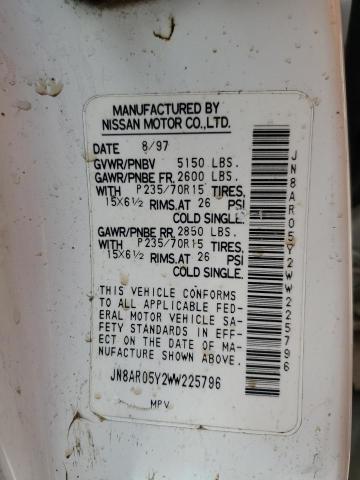 MANUFACTURED BY
NISSAN MOTOR CO.,LTD.
DATE 8/97
GVWR/PNBV 5150 LBS.
GAWR/PNBE FR, 2600 LBS.
WITH P235/70R15 TIRES,
15X6½ RIMS, AT 26 PSI
COLD SINGLE.
GAWR/PNBE RR, 2850 LBS.
WITH P235/70R15 TIRES,
15X6½ RIMS, AT 26 PSI
COLD SINGLE.
THIS VEHICLE CONFORMS
TO ALL APPLICABLE FED-
ERAL MOTOR VEHICLE SA-
FETY STANDARDS IN EFF-
ECT ON THE DATE OF MA-
NUFACTURE SHOWN ABOVE.
JN8AR05Y2WW225796
MPV
JN8AR05Y2WW225796